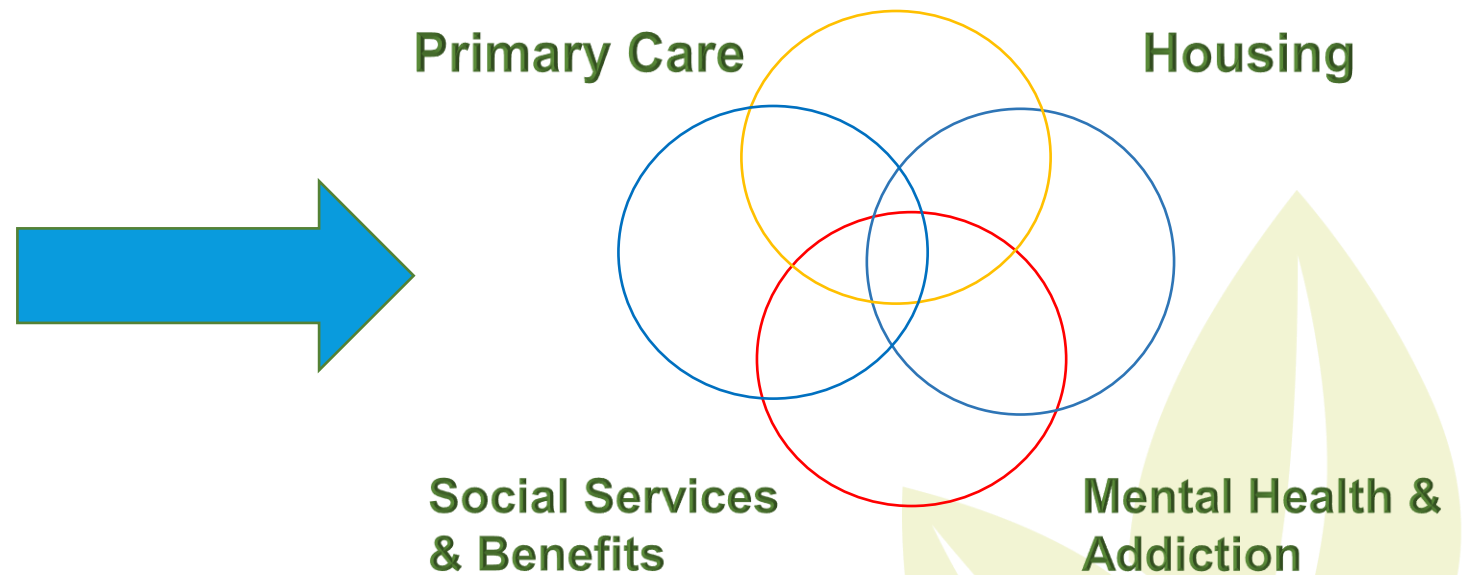 Primary Care
Housing
Social Services
& Benefits
Mental Health &
Addiction